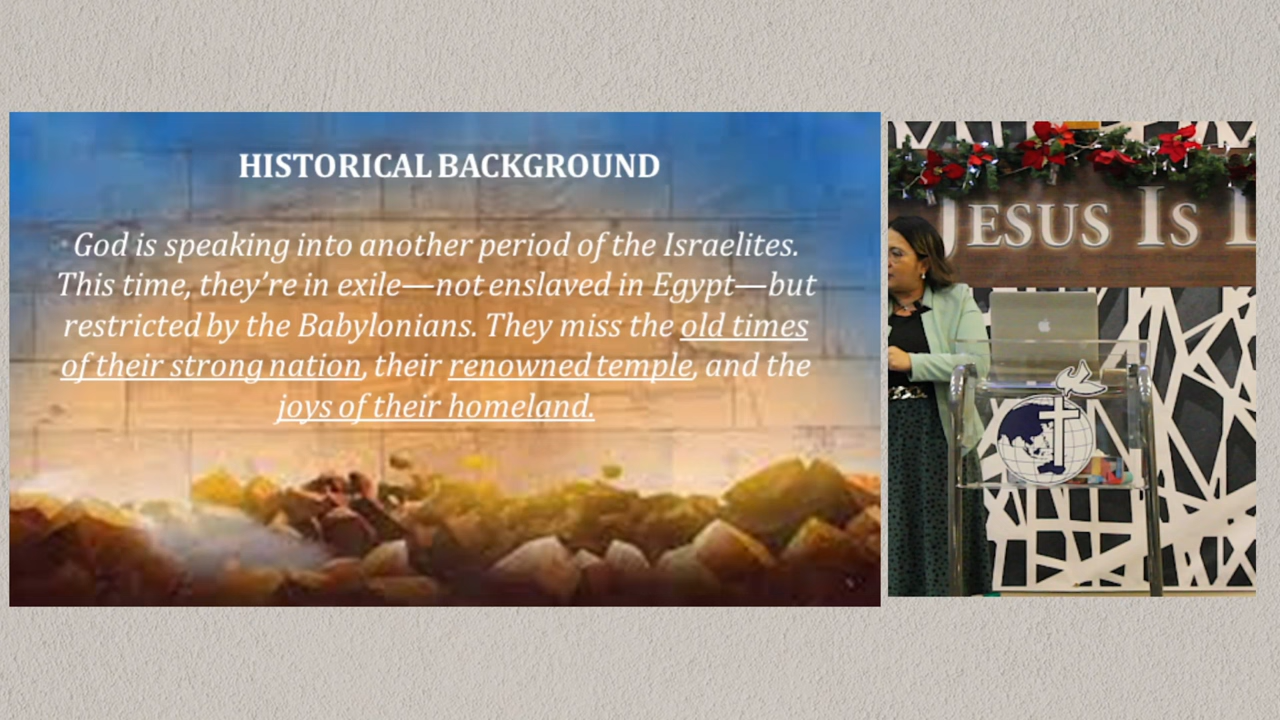 HISTORICAL BACKGROUND
God is speaking into another period of the Israelites.
This time, they’re in exile—not enslaved in Egypt—but
restricted by the Babylonians. They miss the old times
of their strong nation, their renowned temple, and the
joys of their homeland.
JESUS IS